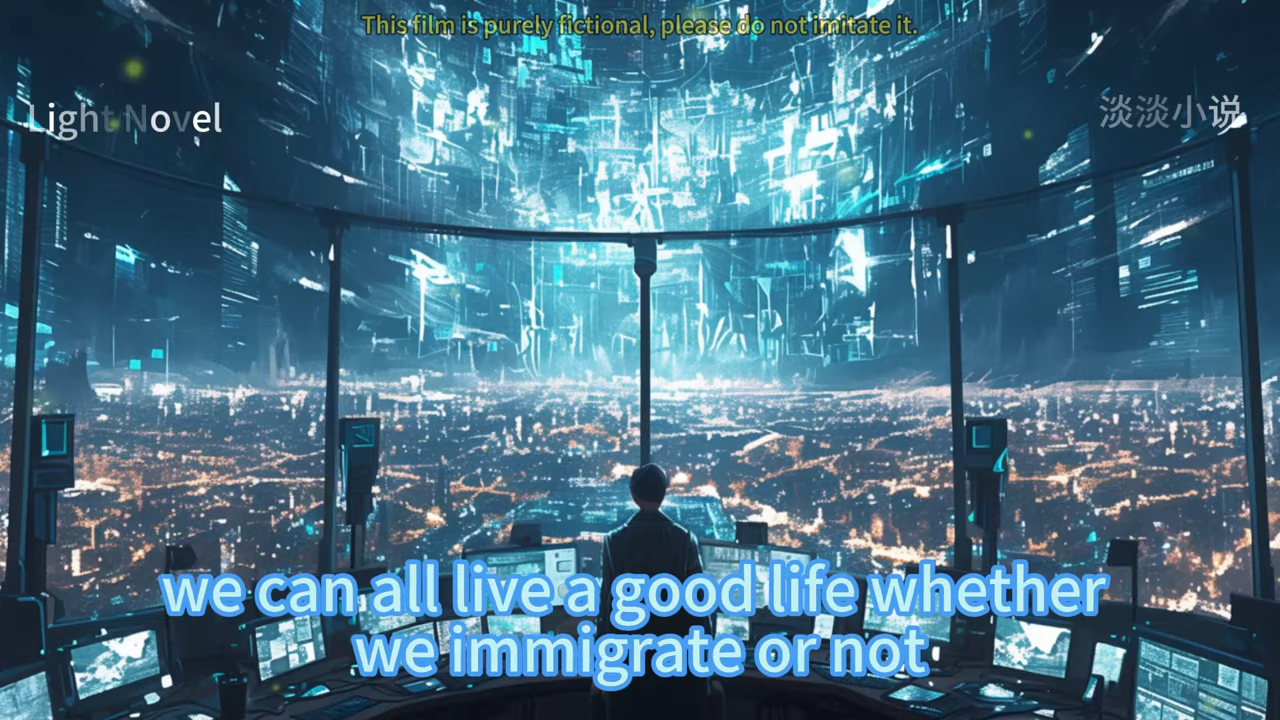 This film is purely fictional, please do not imitate it.
Light Novel
淡淡小说
we can all live a good life whether
we immigrate or not